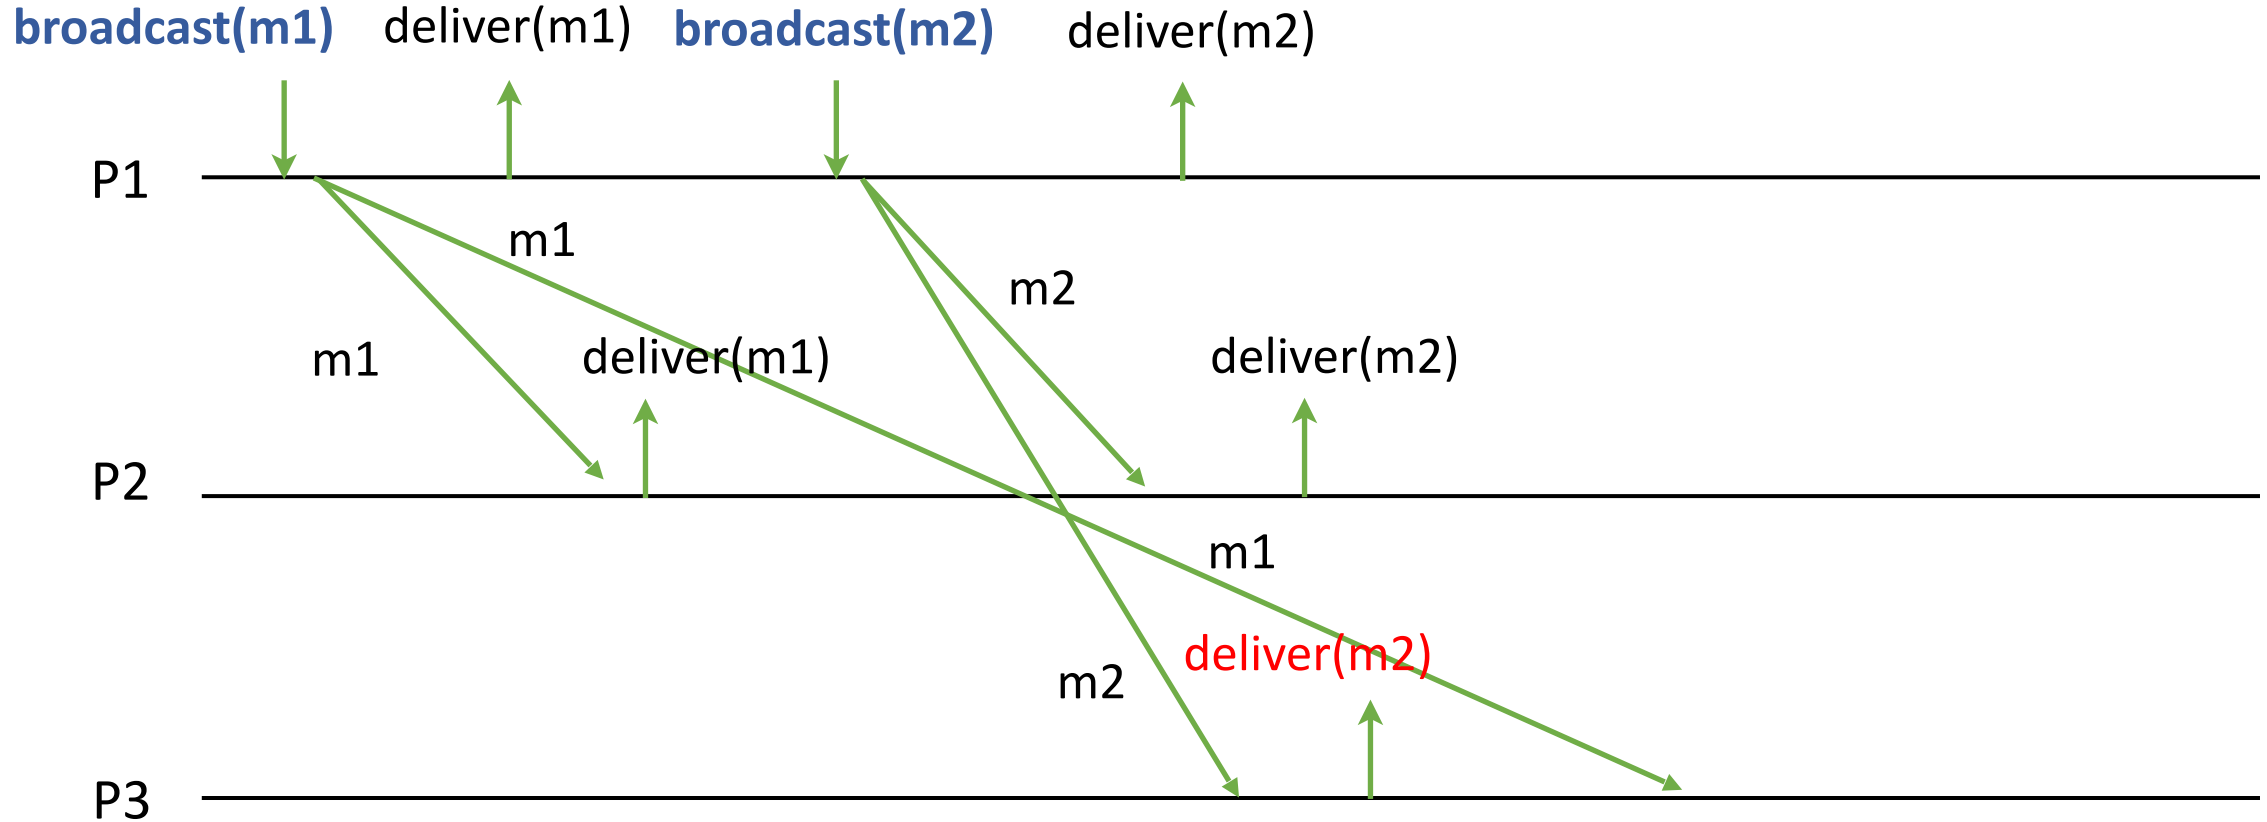 broadcast(m1) deliver(m1) broadcast(m2) deliver(m2)
P1
m1
m2
m1 deliver(m1) deliver(m2)
P2
m1
deliver(m2)
m2
P3